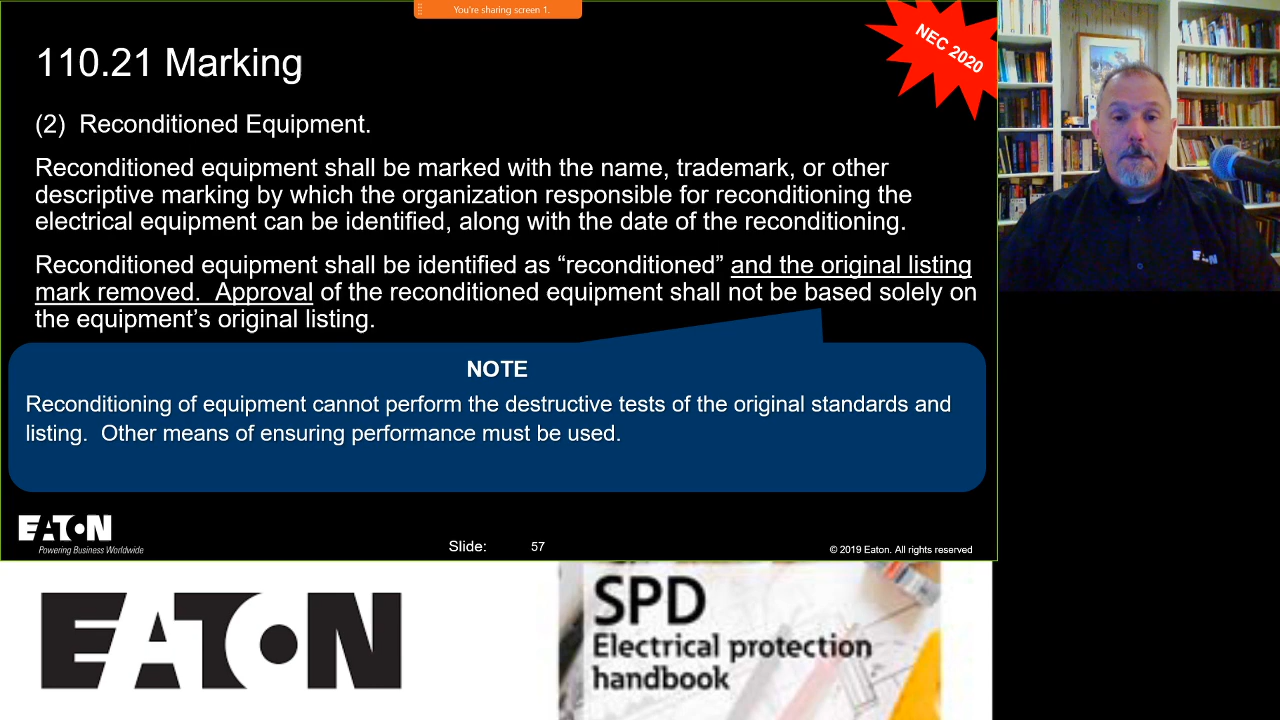 You're sharing screen 1.
110.21 Marking
NEC 2020
(2) Reconditioned Equipment.
Reconditioned equipment shall be marked with the name, trademark, or other
descriptive marking by which the organization responsible for reconditioning the
electrical equipment can be identified, along with the date of the reconditioning.
Reconditioned equipment shall be identified as “reconditioned” and the original listing
mark removed. Approval of the reconditioned equipment shall not be based solely on
the equipment’s original listing.
NOTE
Reconditioning of equipment cannot perform the destructive tests of the original standards and
listing. Other means of ensuring performance must be used.
EATON
Powering Business Worldwide
Slide: 57
© 2019 Eaton. All rights reserved
EATON
EATON
SPD
Electrical protection
handbook